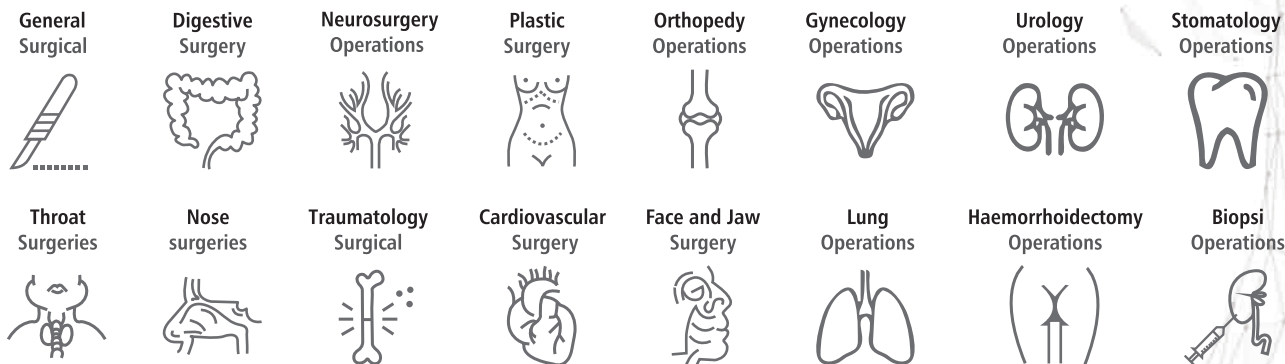 General
Surgical
Digestive
Surgery
Neurosurgery
Operations
Plastic
Surgery
Orthopedy
Operations
Gynecology
Operations
Urology
Operations
Stomatology
Operations
Throat
Surgeries
Nose
surgeries
Traumatology
Surgical
Cardiovascular
Surgery
Face and Jaw
Surgery
Lung
Operations
Haemorrhoidectomy
Operations
Biopsi
Operations